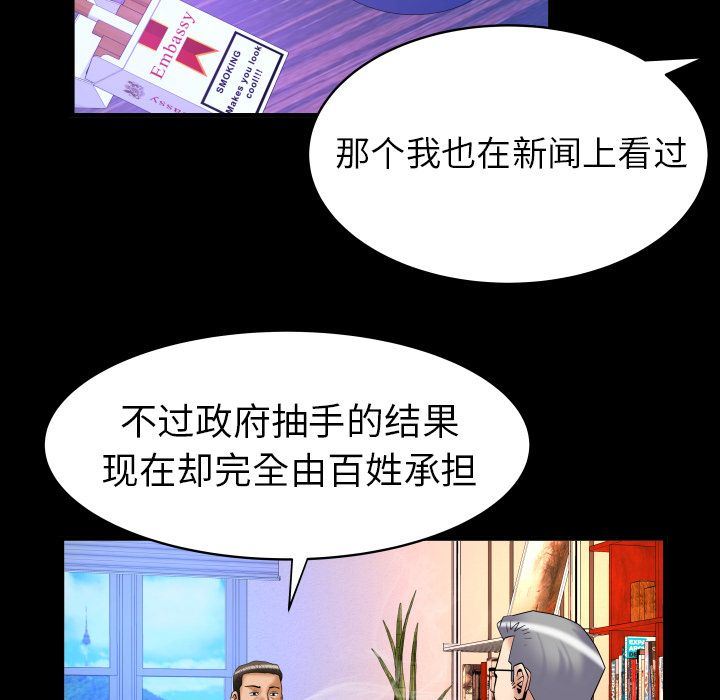 Embassy
SMOKING
Makes you look
cool!!!
那个我也在新闻上看过
不过政府抽手的结果
现在却完全由百姓承担